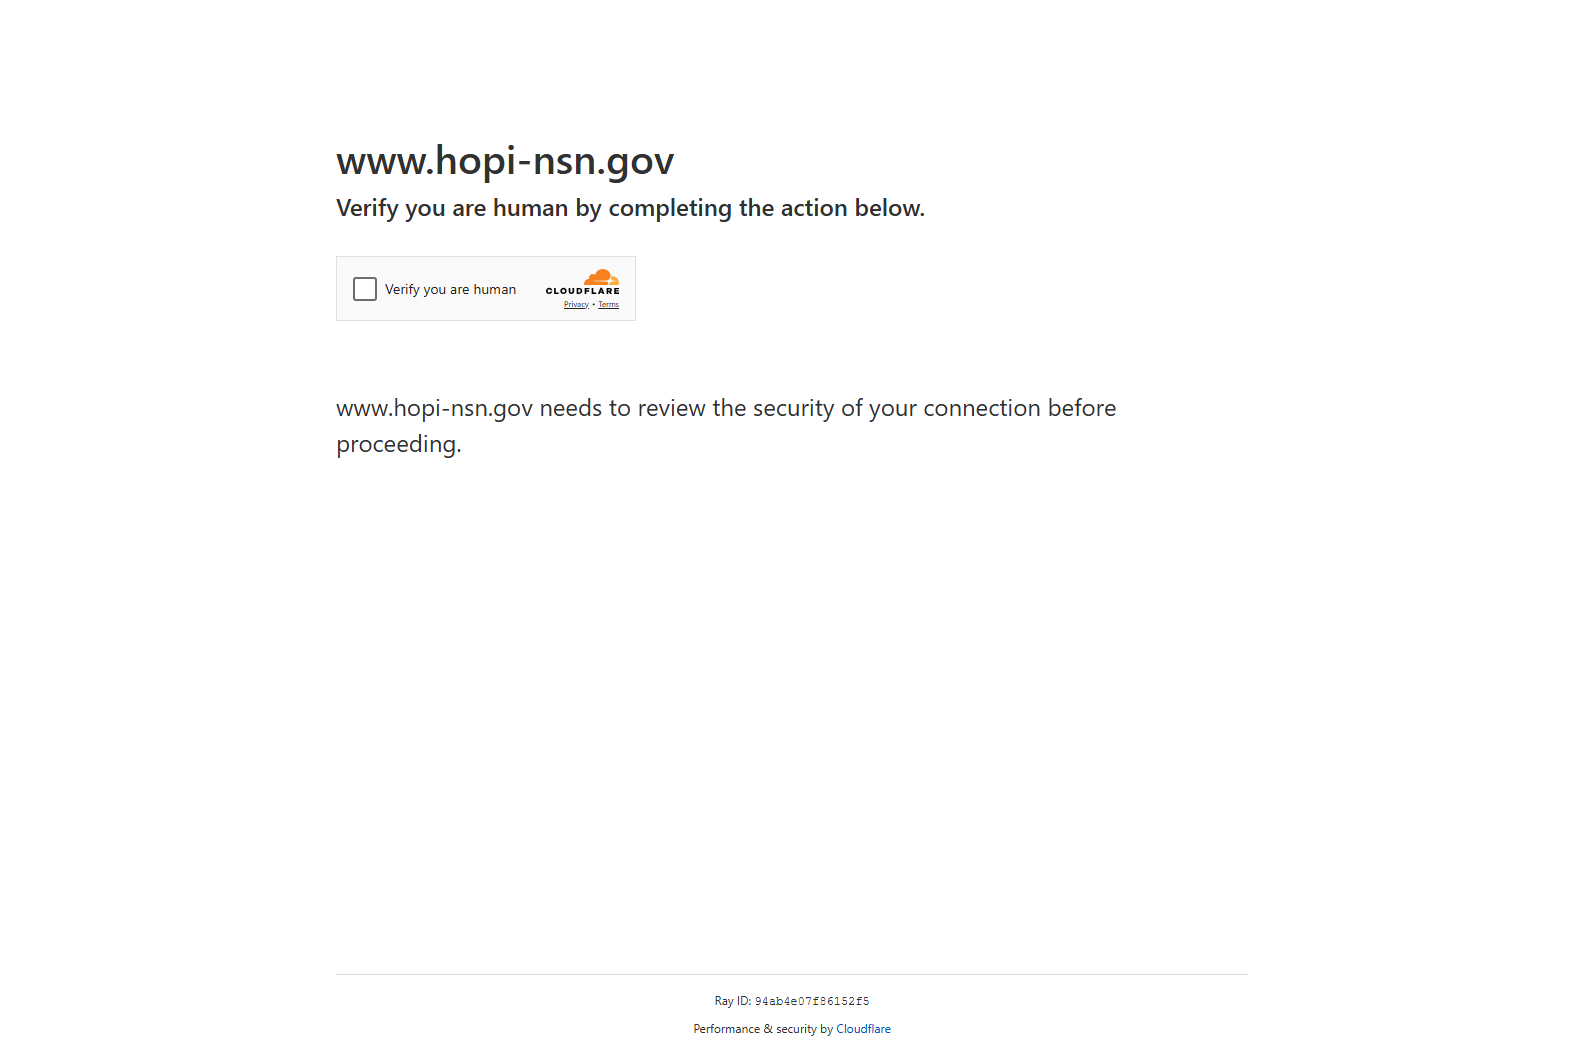 www.hopi-nsn.gov
Verify you are human by completing the action below.
Verify you are human
CLOUDFLARE
Privacy • Terms
www.hopi-nsn.gov needs to review the security of your connection before
proceeding.
Ray ID: 94ab4e07f86152f5
Performance & security by Cloudflare